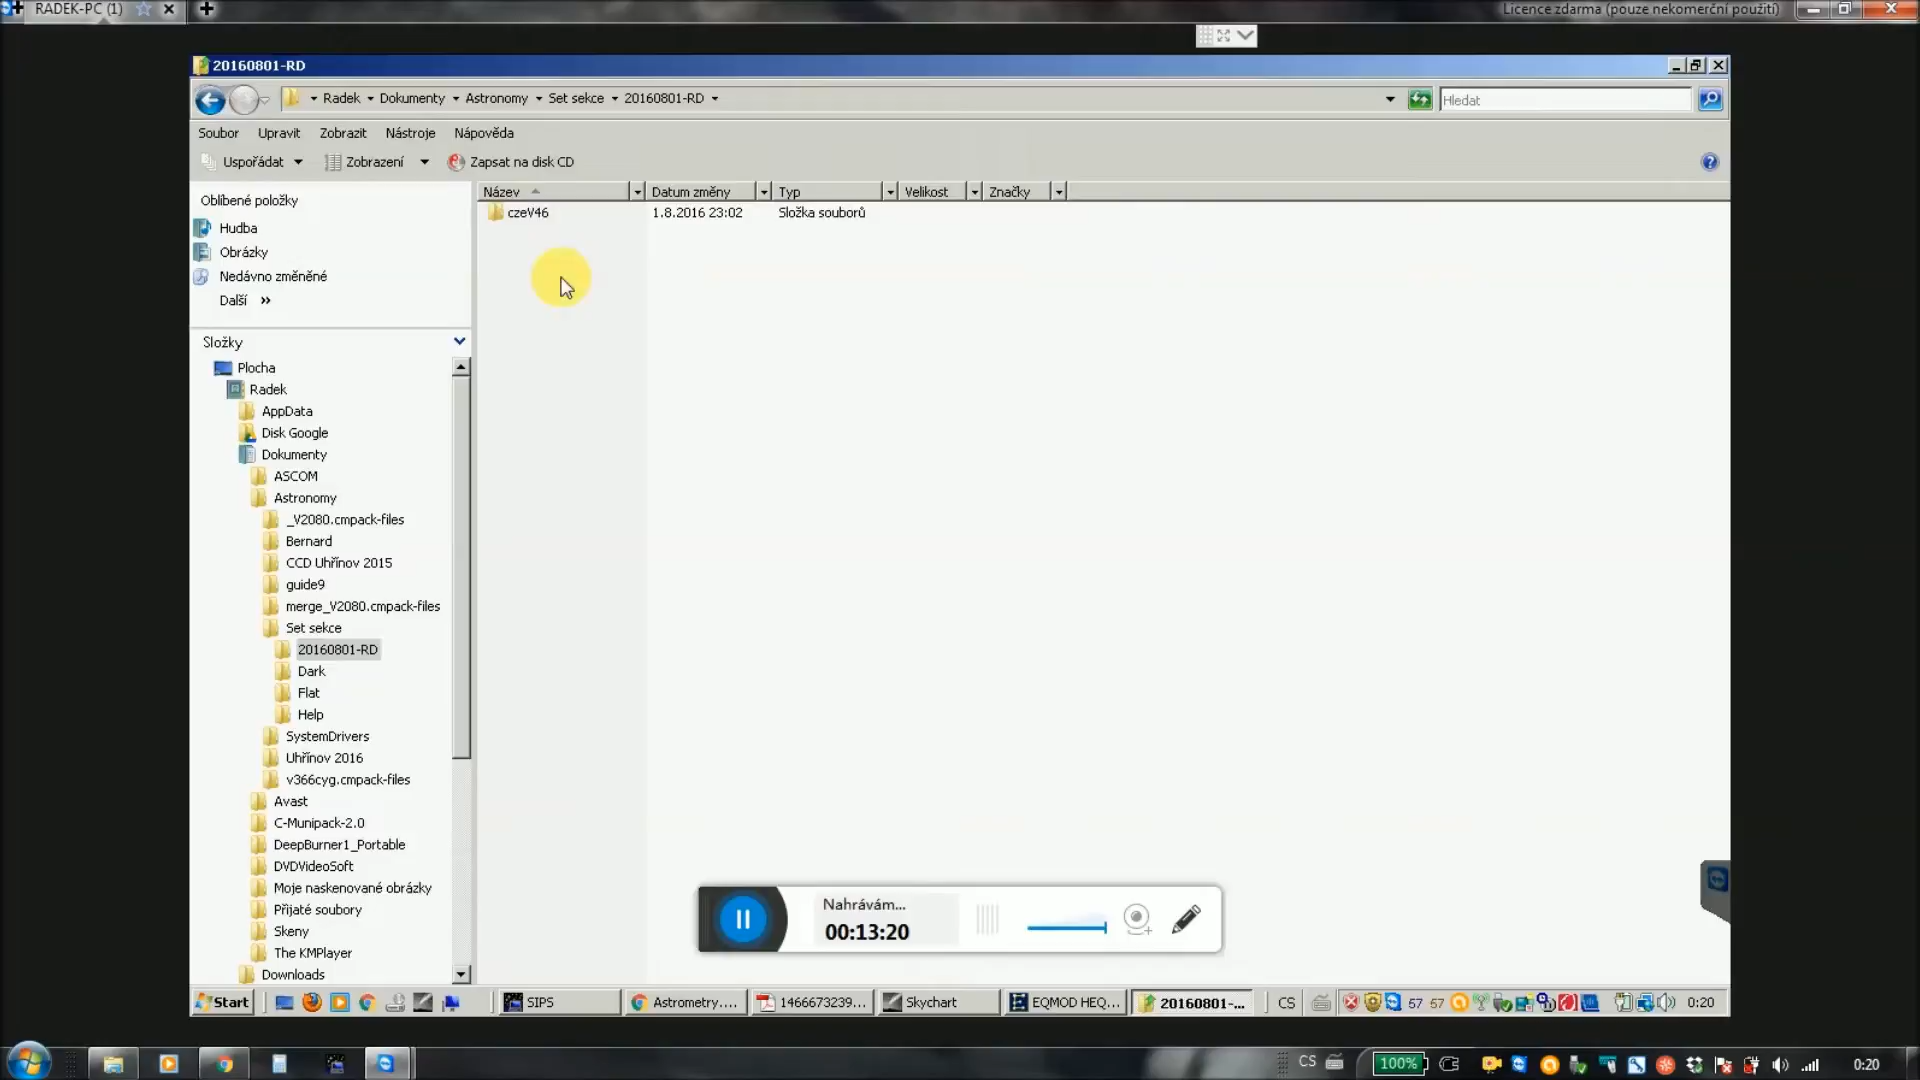 RADEK-PC (1)
Licence zdarma (pouze nekomerční použití)
20160801-RD
Radek Dokumenty Astronomy Set sekce 20160801-RD
Hledat
Soubor Upravit Zobrazit Nástroje Nápověda
Uspořádat Zobrazení Zapsat na disk CD
Oblíbené položky
Hudba
Obrázky
Nedávno změněné
Další »
Název Datum změny Typ Velikost Značky
czeV46 1.8.2016 23:02 Složka souborů
Složky
Plocha
Radek
AppData
Disk Google
Dokumenty
ASCOM
Astronomy
_V2080.cmpack-files
Bernard
CCD Uhřínov 2015
guide9
merge_V2080.cmpack-files
Set sekce
20160801-RD
Dark
Flat
Help
SystemDrivers
Uhřínov 2016
v366cyg.cmpack-files
Avast
C-Munipack-2.0
DeepBurner1_Portable
DVDVideoSoft
Moje naskenované obrázky
Přijaté soubory
Skeny
The KMPlayer
Downloads
Nahrávám...
00:13:20
Start SIPS Astrometry.... 1466673239... Skychart EQMOD HEQ... 20160801-... CS 57 57 0:20
CS 100% 0:20